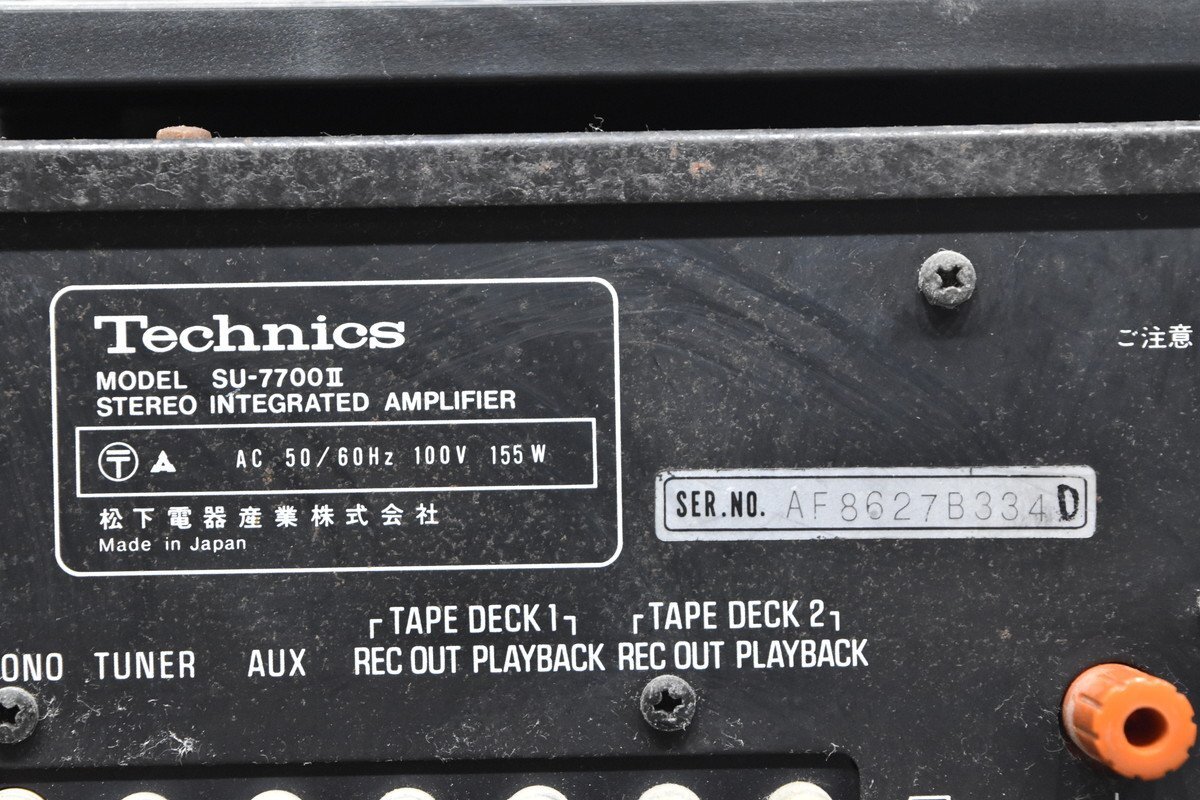 Technics
MODEL SU-7700II
STEREO INTEGRATED AMPLIFIER
〒 AC 50/60Hz 100V 155W
松下電器産業株式会社
Made in Japan
ご注意
SER.NO. AF8627B334D
TAPE DECK 1 TAPE DECK 2
ONO TUNER AUX REC OUT PLAYBACK REC OUT PLAYBACK